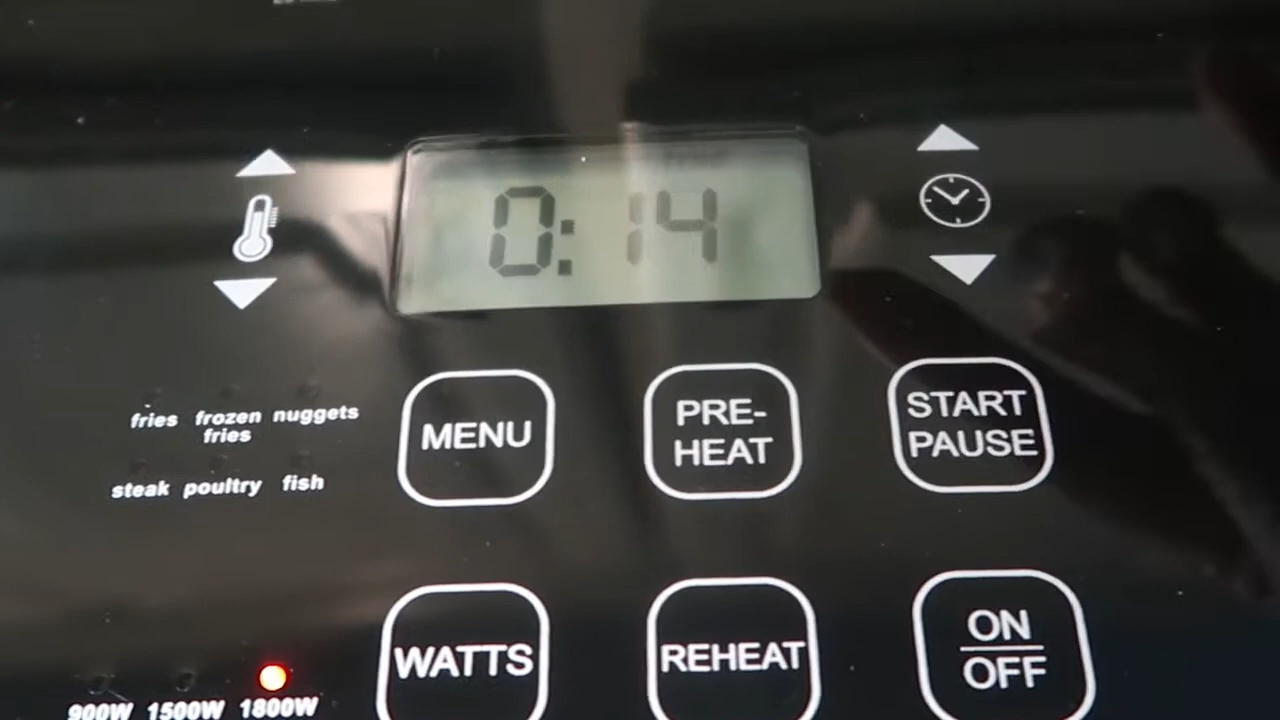 0:14
MENU
PRE-
HEAT
START
PAUSE
fries frozen nuggets
fries
steak poultry fish
WATTS
REHEAT
ON
OFF
900W 1500W 1800W